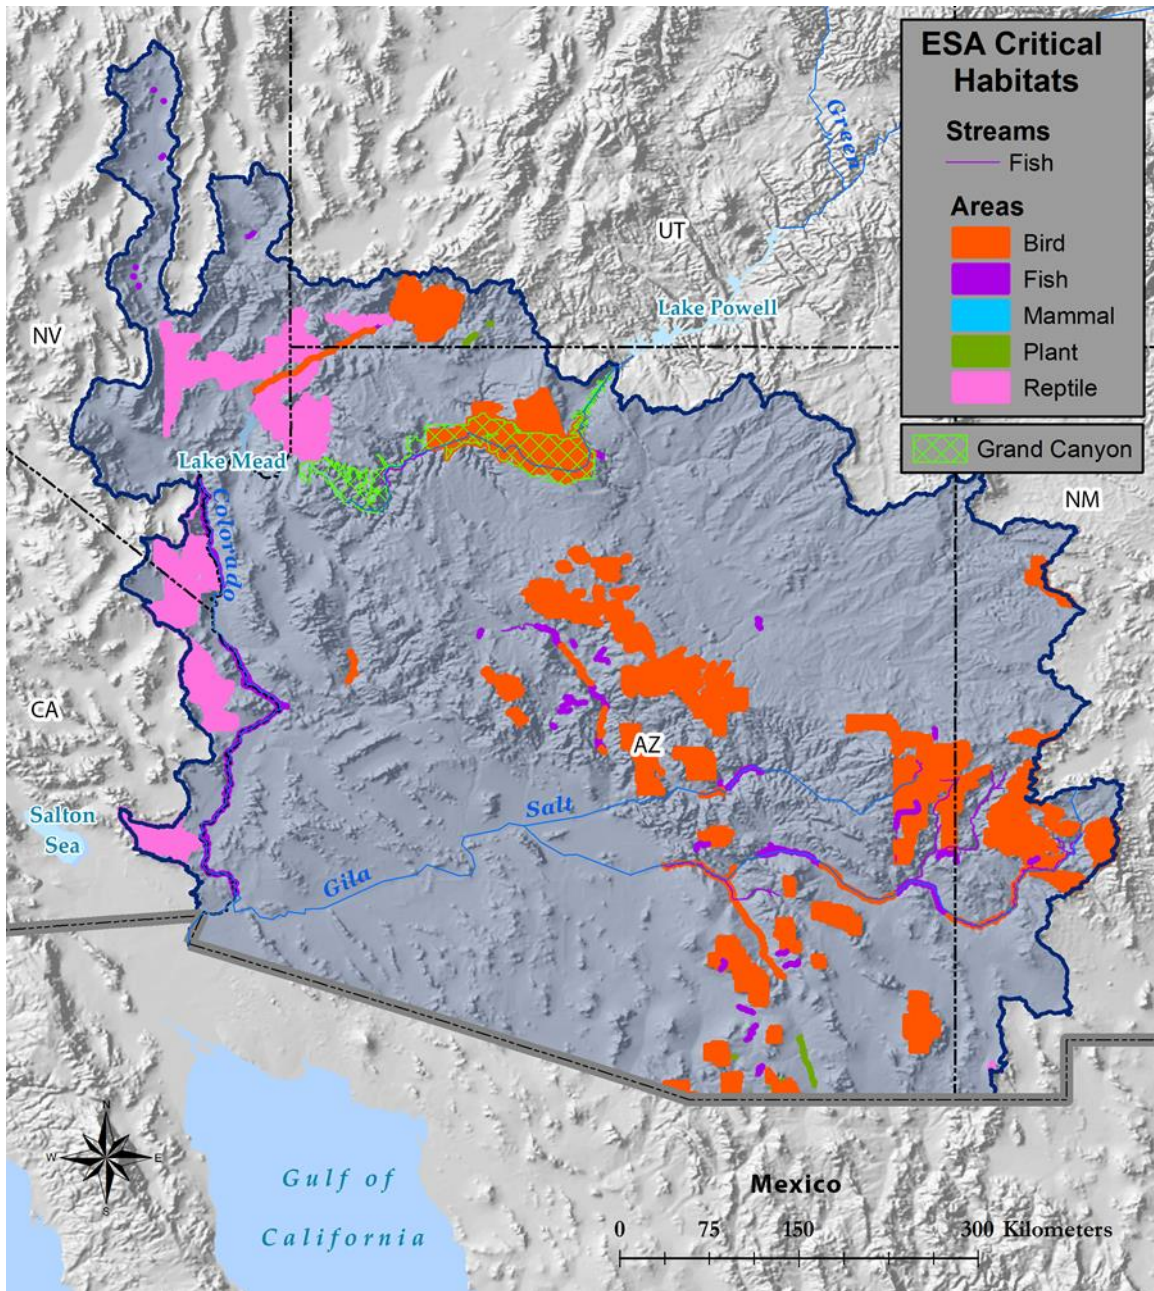 ESA Critical
Habitats
Streams
Fish
Areas
Bird
Fish
Mammal
Plant
Reptile
Grand Canyon
Green
UT
Lake Powell
NV
Lake Mead
NM
Colorado
CA
AZ
Salt
Salton
Sea
Gila
N
W E
S
Gulf of
California
Mexico
0 75 150 300 Kilometers